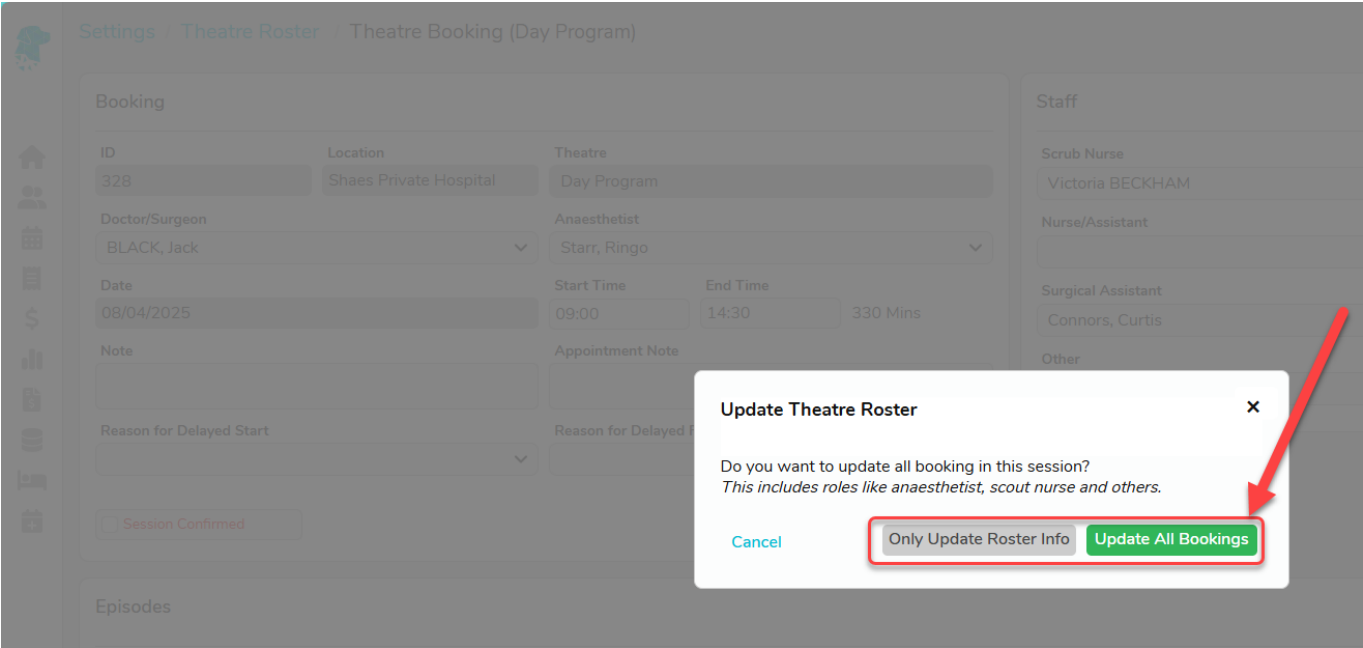 Settings / Theatre Roster / Theatre Booking (Day Program)
Booking
ID
Location
Theatre
328
Shaes Private Hospital
Day Program
Doctor/Surgeon
Anaesthetist
BLACK, Jack
Starr, Ringo
Date
Start Time
End Time
08/04/2025
09:00
14:30
330 Mins
Note
Appointment Note
Reason for Delayed Start
Reason for Delayed
Session Confirmed
Episodes
Staff
Scrub Nurse
Victoria BECKHAM
Nurse/Assistant
Surgical Assistant
Connors, Curtis
Other
Update Theatre Roster
Do you want to update all booking in this session?
This includes roles like anaesthetist, scout nurse and others.
Cancel
Only Update Roster Info
Update All Bookings